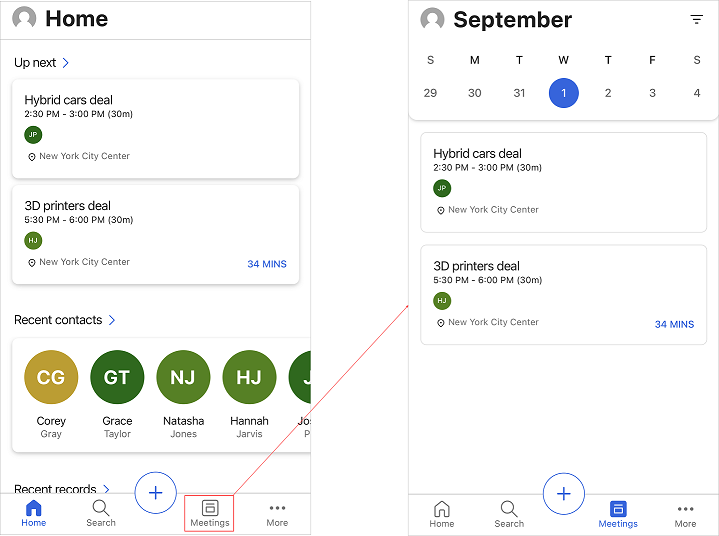 Home
Up next
Hybrid cars deal
2:30 PM - 3:00 PM (30m)
JP
New York City Center
3D printers deal
5:30 PM - 6:00 PM (30m)
HJ
New York City Center
34 MINS
Recent contacts
CG GT NJ HJ J
Corey Grace Natasha Hannah Jos
Gray Taylor Jones Jarvis P
Recent records
Home Search Meetings More
September
S M T W T F S
29 30 31 1 2 3 4
Hybrid cars deal
2:30 PM - 3:00 PM (30m)
JP
New York City Center
3D printers deal
5:30 PM - 6:00 PM (30m)
HJ
New York City Center
34 MINS
Home Search Meetings More